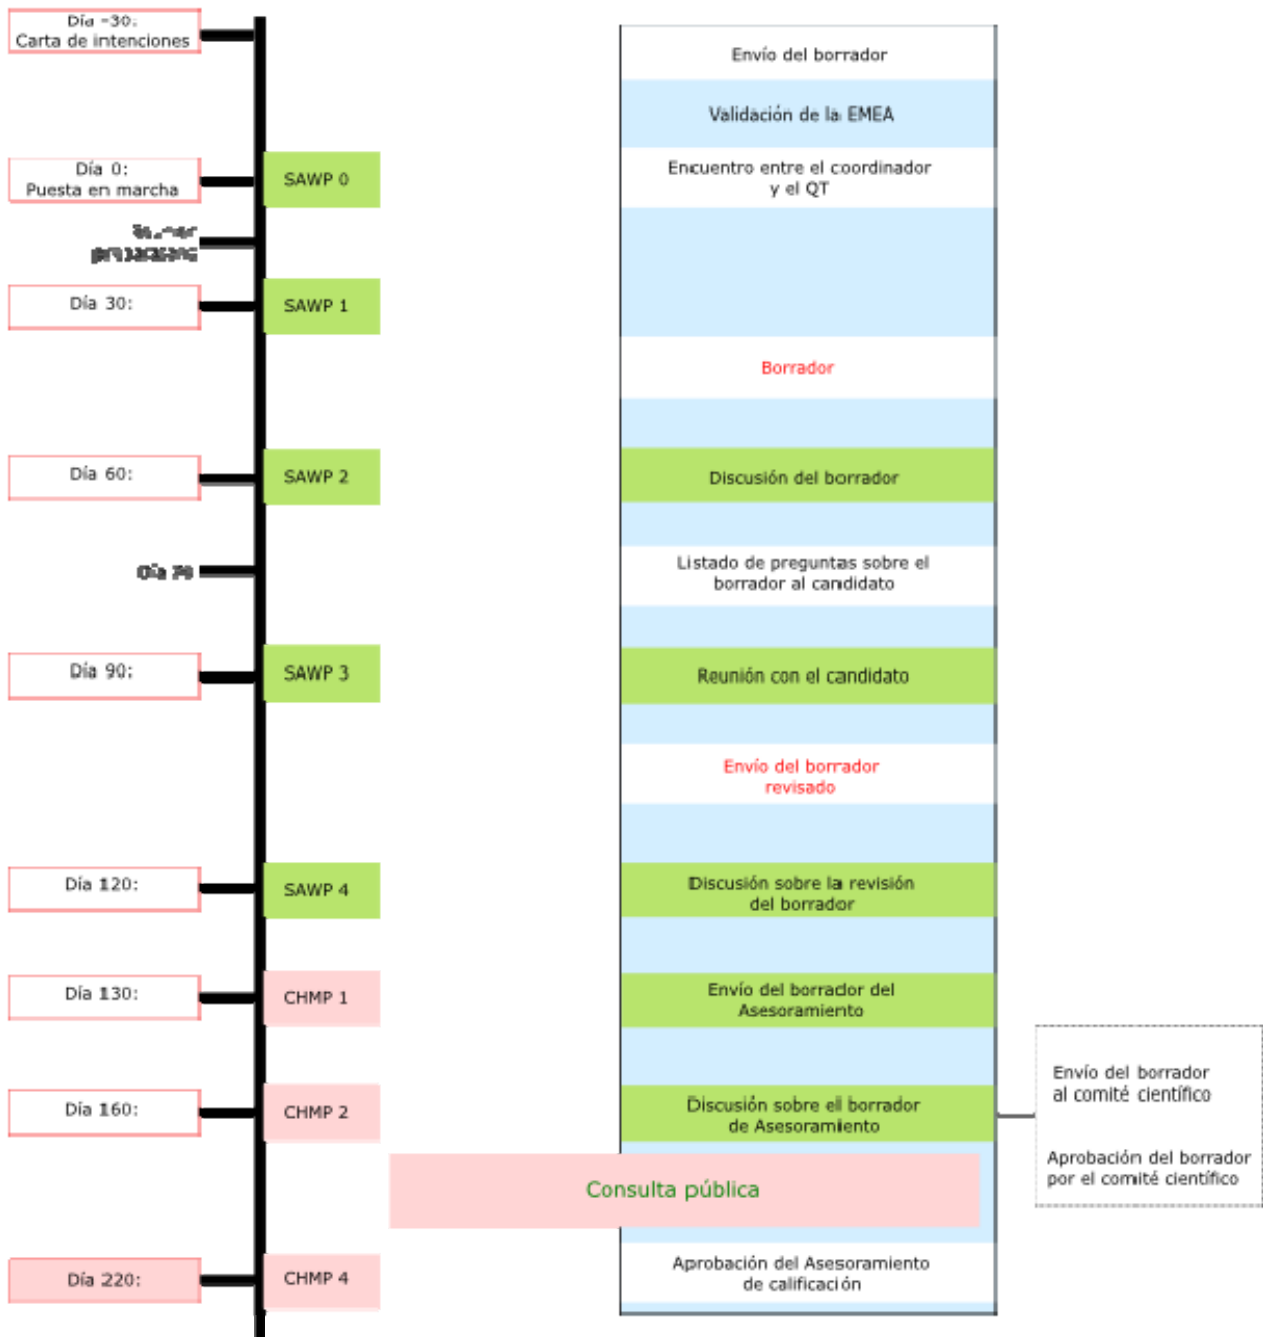 Día -30:
Carta de intenciones
Envío del borrador
Validación de la EMEA
Día 0:
Puesta en marcha
SAWP 0
Encuentro entre el coordinador
y el QT
Día 30:
SAWP 1
Borrador
Día 60:
SAWP 2
Discusión del borrador
Día 70
Listado de preguntas sobre el
borrador al candidato
Día 90:
SAWP 3
Reunión con el candidato
Envío del borrador
revisado
Día 120:
SAWP 4
Discusión sobre la revisión
del borrador
Día 130:
CHMP 1
Envío del borrador del
Asesoramiento
Día 160:
CHMP 2
Discusión sobre el borrador
de Asesoramiento
Envío del borrador
al comité científico
Aprobación del borrador
por el comité científico
Consulta pública
Día 220:
CHMP 4
Aprobación del Asesoramiento
de calificación